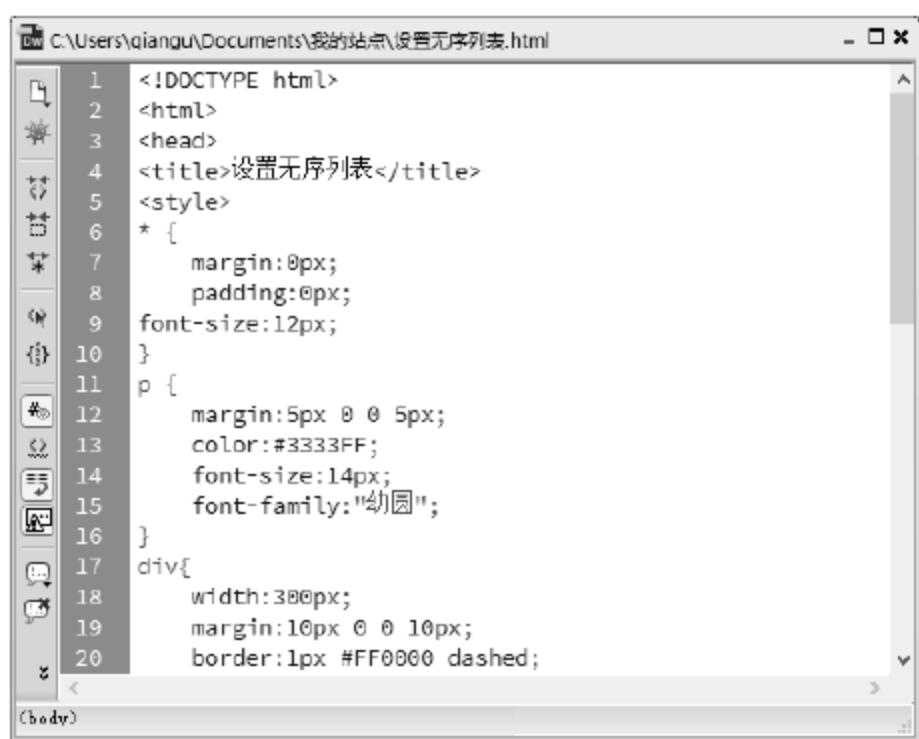 DW C:\Users\qiangu\Documents\我的站点\设置无序列表.html
1 <!DOCTYPE html>
2 <html>
3 <head>
4 <title>设置无序列表</title>
5 <style>
6 * {
7     margin:0px;
8     padding:0px;
9 font-size:12px;
10 }
11 p {
12     margin:5px 0 0 5px;
13     color:#3333FF;
14     font-size:14px;
15     font-family:"幼圆";
16 }
17 div{
18     width:300px;
19     margin:10px 0 0 10px;
20     border:1px #FF0000 dashed;
(body)